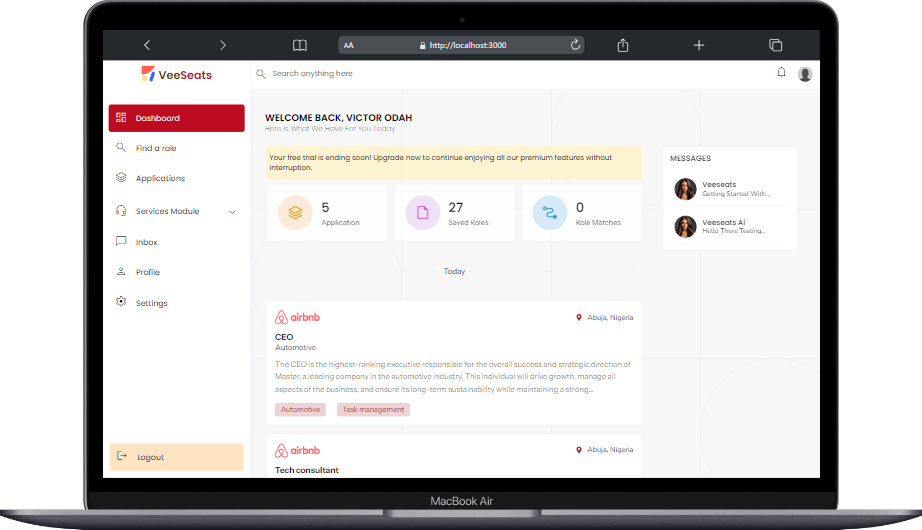 AA
http://localhost:3000
VeeSeats
Search anything here
Dashboard
Find a role
Applications
Services Module
Inbox
Profile
Settings
Logout
WELCOME BACK, VICTOR ODAH
Here Is What We Have For You Today
Your free trial is ending soon! Upgrade now to continue enjoying all our premium features without
interruption.
5
Application
27
Saved Roles
0
Role Matches
MESSAGES
Veeseats
Getting Started With...
Veeseats Ai
Hello There Testing...
Today
airbnb
Abuja, Nigeria
CEO
Automotive
The CEO is the highest-ranking executive responsible for the overall success and strategic direction of
Master, a leading company in the automotive industry. This individual will drive growth, manage all
aspects of the business, and ensure its long-term sustainability while maintaining a strong...
Automotive
Task management
airbnb
Abuja, Nigeria
Tech consultant
MacBook Air